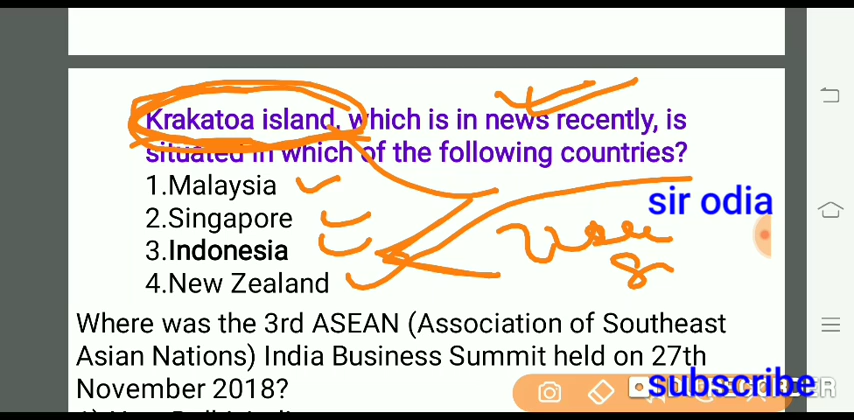 Krakatoa island, which is in news recently, is
situated in which of the following countries?
1.Malaysia
2.Singapore
3.Indonesia
4.New Zealand
sir odia
Where was the 3rd ASEAN (Association of Southeast
Asian Nations) India Business Summit held on 27th
November 2018?
subscribe